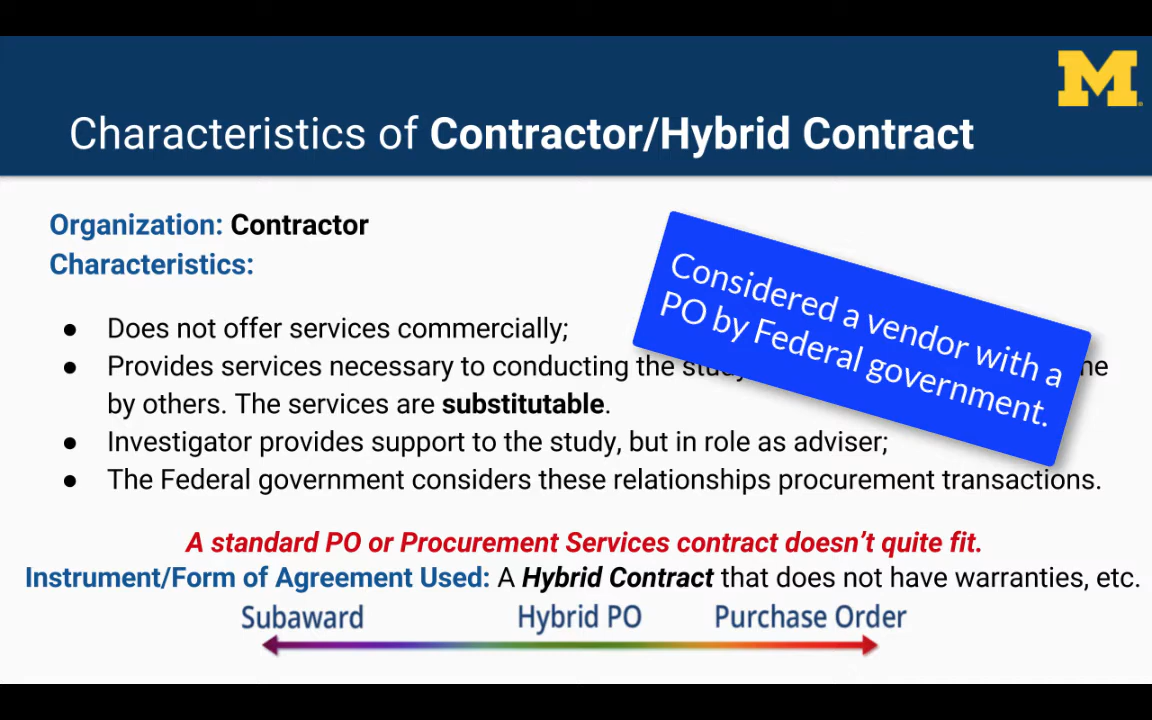 M
Characteristics of Contractor/Hybrid Contract
Organization: Contractor
Characteristics:
Considered a vendor with a
PO by Federal government.
● Does not offer services commercially;
● Provides services necessary to conducting the
by others. The services are substitutable.
● Investigator provides support to the study, but in role as adviser;
● The Federal government considers these relationships procurement transactions.
A standard PO or Procurement Services contract doesn't quite fit.
Instrument/Form of Agreement Used: A Hybrid Contract that does not have warranties, etc.
Subaward Hybrid PO Purchase Order